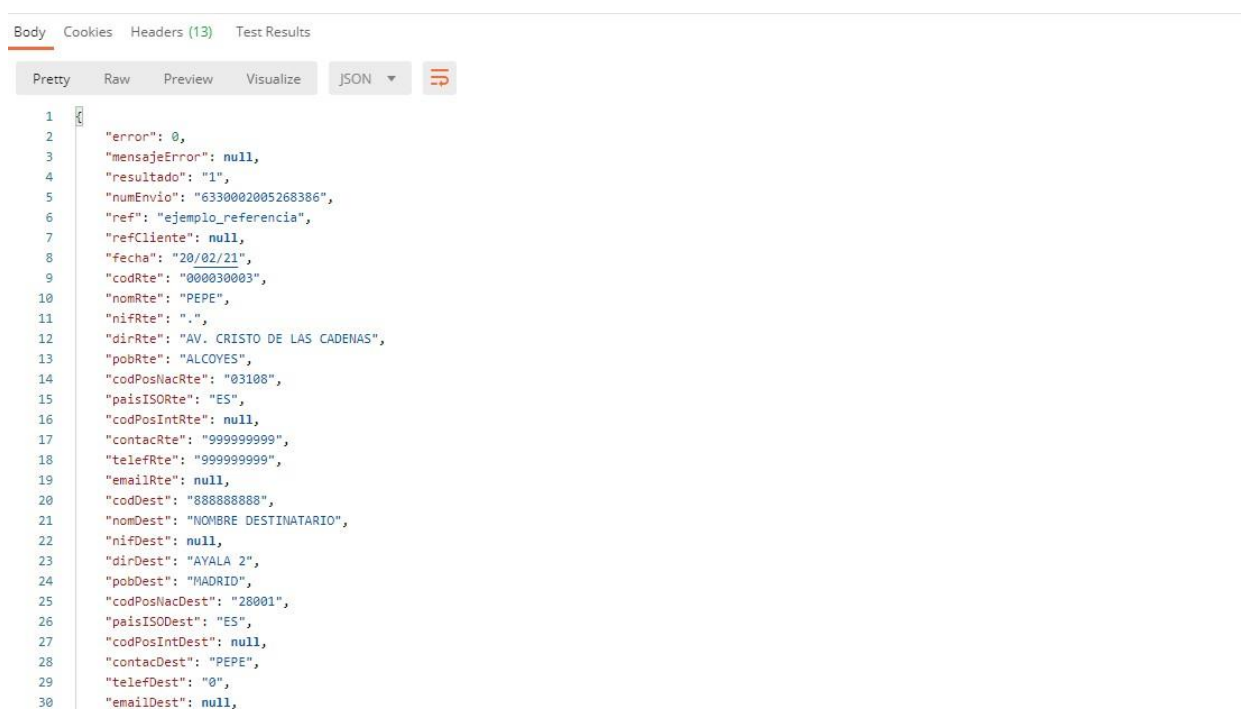 Body Cookies Headers (13) Test Results
Pretty Raw Preview Visualize JSON
1 {
2 "error": 0,
3 "mensajeError": null,
4 "resultado": "1",
5 "numEnvio": "6330002005268386",
6 "ref": "ejemplo_referencia",
7 "refCliente": null,
8 "fecha": "20/02/21",
9 "codRte": "000030003",
10 "nomRte": "PEPE",
11 "nifRte": ".",
12 "dirRte": "AV. CRISTO DE LAS CADENAS",
13 "pobRte": "ALCOYES",
14 "codPosNacRte": "03108",
15 "paisISORte": "ES",
16 "codPosIntRte": null,
17 "contacRte": "999999999",
18 "telefRte": "999999999",
19 "emailRte": null,
20 "codDest": "888888888",
21 "nomDest": "NOMBRE DESTINATARIO",
22 "nifDest": null,
23 "dirDest": "AYALA 2",
24 "pobDest": "MADRID",
25 "codPosNacDest": "28001",
26 "paisISODest": "ES",
27 "codPosIntDest": null,
28 "contacDest": "PEPE",
29 "telefDest": "0",
30 "emailDest": null,